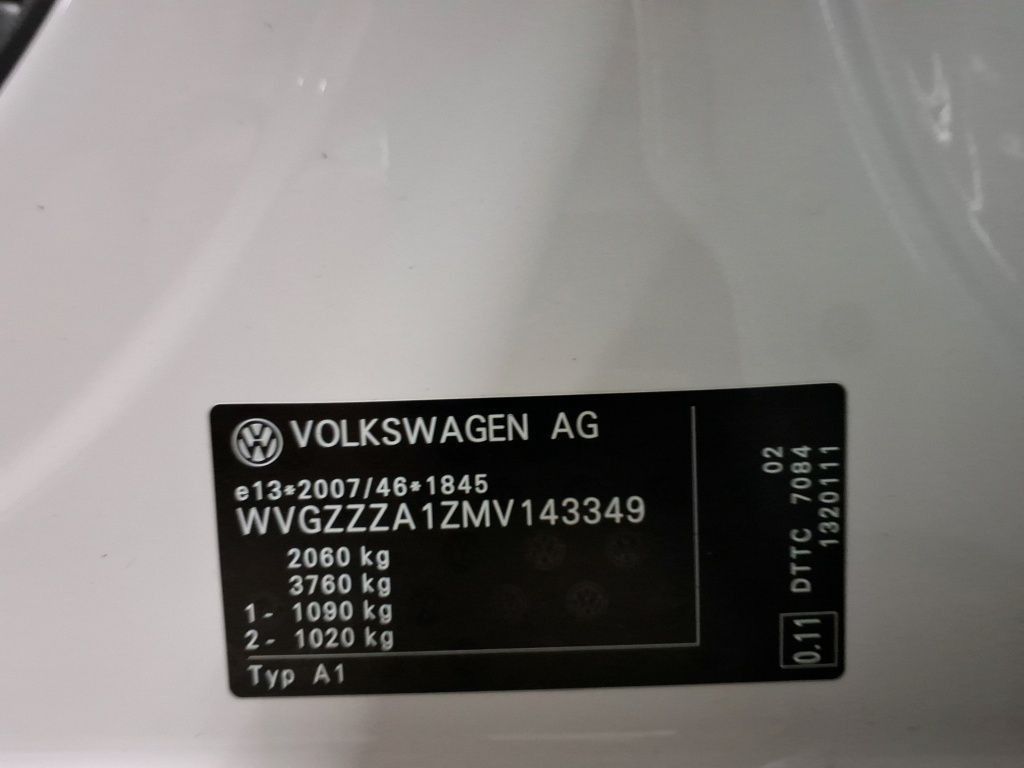 VOLKSWAGEN AG
e13*2007/46*1845
WVGZZZA1ZMV143349
2060 kg
3760 kg
1- 1090 kg
2- 1020 kg
Typ A1
02
DTTC 7084
1320111
0.11